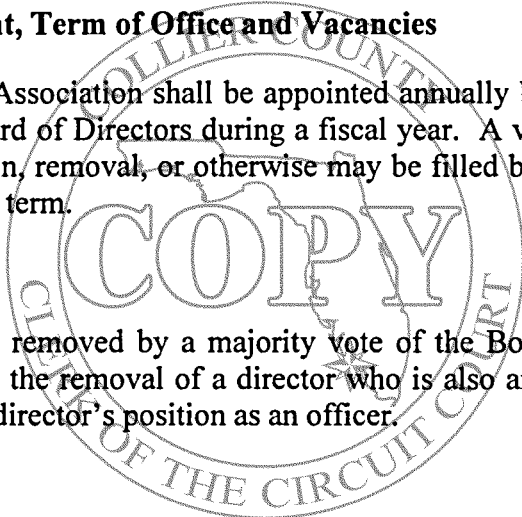 t, Term of Office and Vacancies
Association shall be appointed annually
rd of Directors during a fiscal year. A v
n, removal, or otherwise may be filled b
term.
removed by a majority vote of the Bo
the removal of a director who is also a
director's position as an officer.
COLLIER COUNTY
COPY
CLERK OF THE CIRCUIT COURT